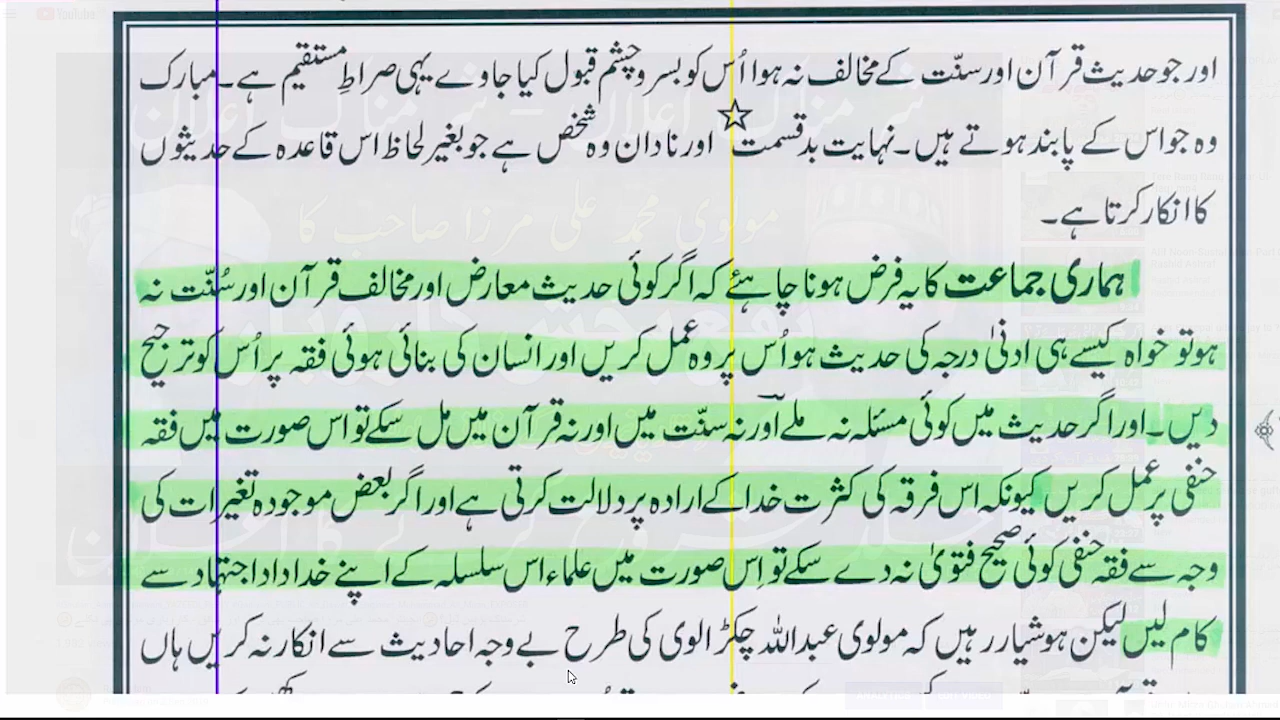 اور جو حدیث قرآن اور سنّت کے مخالف نہ ہو اُس کو بسر و چشم قبول کیا جاوے یہی صراطِ مستقیم ہے۔ مبارک
وہ جو اس کے پابند ہوتے ہیں۔ نہایت بدقسمت ☆ اور نادان وہ شخص ہے جو بغیر لحاظ اس قاعدہ کے حدیثوں
کا انکار کرتا ہے۔
ہماری جماعت کا یہ فرض ہونا چاہئے کہ اگر کوئی حدیث معارض اور مخالف قرآن اور سُنّت نہ
ہو تو خواہ کیسے ہی ادنیٰ درجہ کی حدیث ہو اُس پر وہ عمل کریں اور انسان کی بنائی ہوئی فقہ پر اُس کو ترجیح
دیں۔ اور اگر حدیث میں کوئی مسئلہ نہ ملے اور نہ سنّت میں اور نہ قرآن میں مل سکے تو اس صورت میں فقہ
حنفی پر عمل کریں کیونکہ اس فرقہ کی کثرت خدا کے ارادہ پر دلالت کرتی ہے اور اگر بعض موجودہ تغیرات کی
وجہ سے فقہ حنفی کوئی صحیح فتویٰ نہ دے سکے تو اِس صورت میں علماء اس سلسلہ کے اپنے خداداد اجتہاد سے
کام لیں لیکن ہوشیار رہیں کہ مولوی عبداللہ چکڑالوی کی طرح بے وجہ احادیث سے انکار نہ کریں ہاں